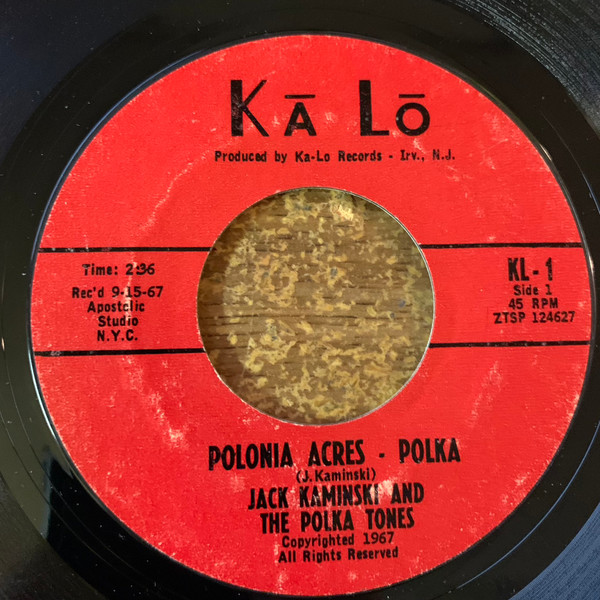 Kā Lō
Produced by Ka-Lo Records - Irv., N.J.
Time: 2:36
Rec'd 9-15-67
Apostolic
Studio
N.Y.C.
KL-1
Side 1
45 RPM
ZTSP 124627
POLONIA ACRES - POLKA
(J. Kaminski)
JACK KAMINSKI AND
THE POLKA TONES
Copyrighted 1967
All Rights Reserved